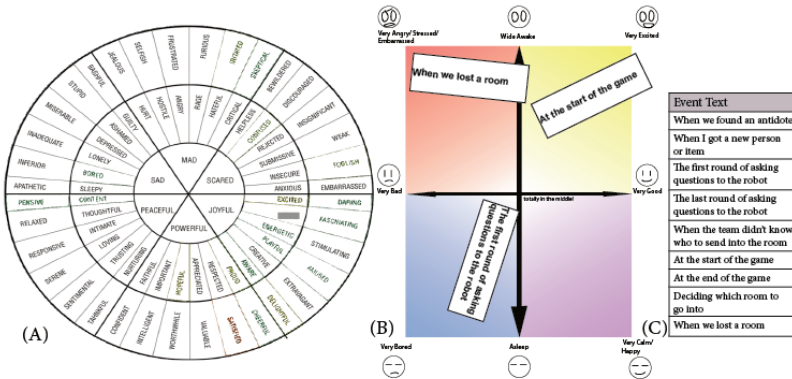 MAD
SCARED
JOYFUL
POWERFUL
PEACEFUL
SAD
GUILTY
ASHAMED
DEPRESSED
LONELY
BORED
SLEEPY
HURT
HOSTILE
ANGRY
RAGE
HATEFUL
CRITICAL
HELPLESS
CONFUSED
REJECTED
SUBMISSIVE
INSECURE
ANXIOUS
EXCITED
ENERGETIC
PLAYFUL
CREATIVE
AWARE
PROUD
RESPECTED
APPRECIATED
HOPEFUL
IMPORTANT
FAITHFUL
NURTURING
TRUSTING
LOVING
INTIMATE
THOUGHTFUL
CONTENT
BASHFUL
STUPID
MISERABLE
INADEQUATE
INFERIOR
APATHETIC
JEALOUS
SELFISH
FRUSTRATED
FURIOUS
IRITATED
SKEPTICAL
BEWILDERED
DISCOURAGED
INSIGNIFICANT
WEAK
FOOLISH
EMBARRASSED
DARING
FASCINATING
STIMULATING
AMUSED
EXTRAVAGANT
DELIGHTFUL
CHEERFUL
SATISFIED
VALUABLE
WORTHWHILE
INTELLIGENT
CONFIDENT
SENTIMENTAL
SERENE
RESPONSIVE
RELAXED
PENSIVE
(A)
Very Angry/ Stressed/
Embarrassed
Wide Awake
Very Excited
When we lost a room
At the start of the game
Very Bad
totally in the middle!
Very Good
The first round of asking
questions to the robot
(B)
Very Bored
Asleep
Very Calm/
Happy
(C)
Event Text
When we found an antidote
When I got a new person
or item
The first round of asking
questions to the robot
The last round of asking
questions to the robot
When the team didn't know
who to send into the room
At the start of the game
At the end of the game
Deciding which room to
go into
When we lost a room